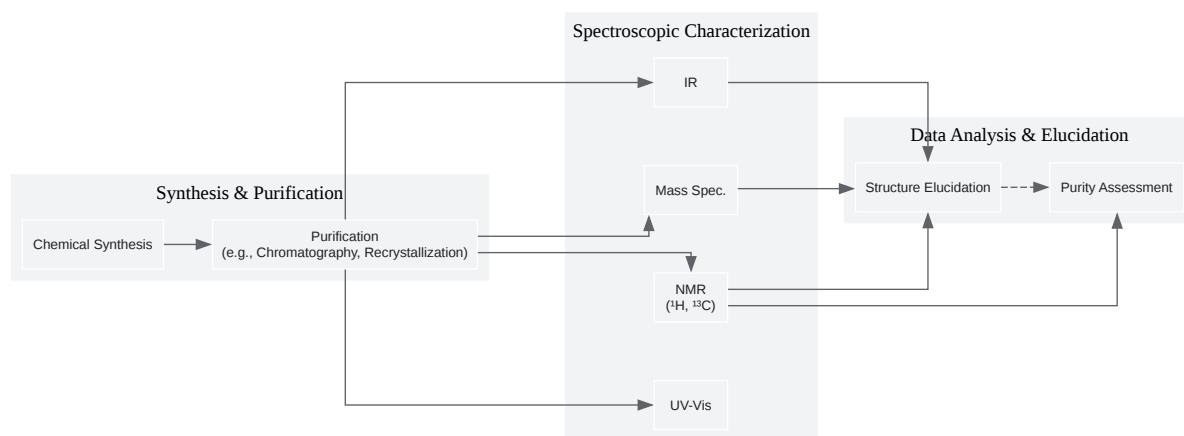 Spectroscopic Characterization
IR
Data Analysis & Elucidation
Synthesis & Purification
Mass Spec.
Structure Elucidation
Purity Assessment
Chemical Synthesis
Purification
(e.g., Chromatography, Recrystallization)
NMR
(¹H, ¹³C)
UV-Vis